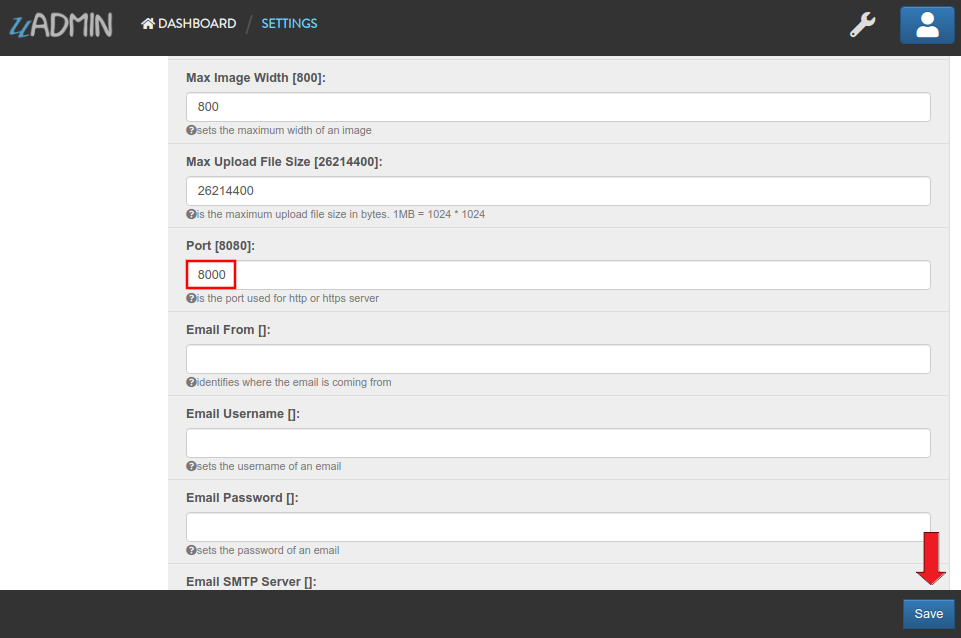 uADMIN DASHBOARD / SETTINGS
Max Image Width [800]:
800
sets the maximum width of an image
Max Upload File Size [26214400]:
26214400
is the maximum upload file size in bytes. 1MB = 1024 * 1024
Port [8080]:
8000
is the port used for http or https server
Email From []:
identifies where the email is coming from
Email Username []:
sets the username of an email
Email Password []:
sets the password of an email
Email SMTP Server []:
Save